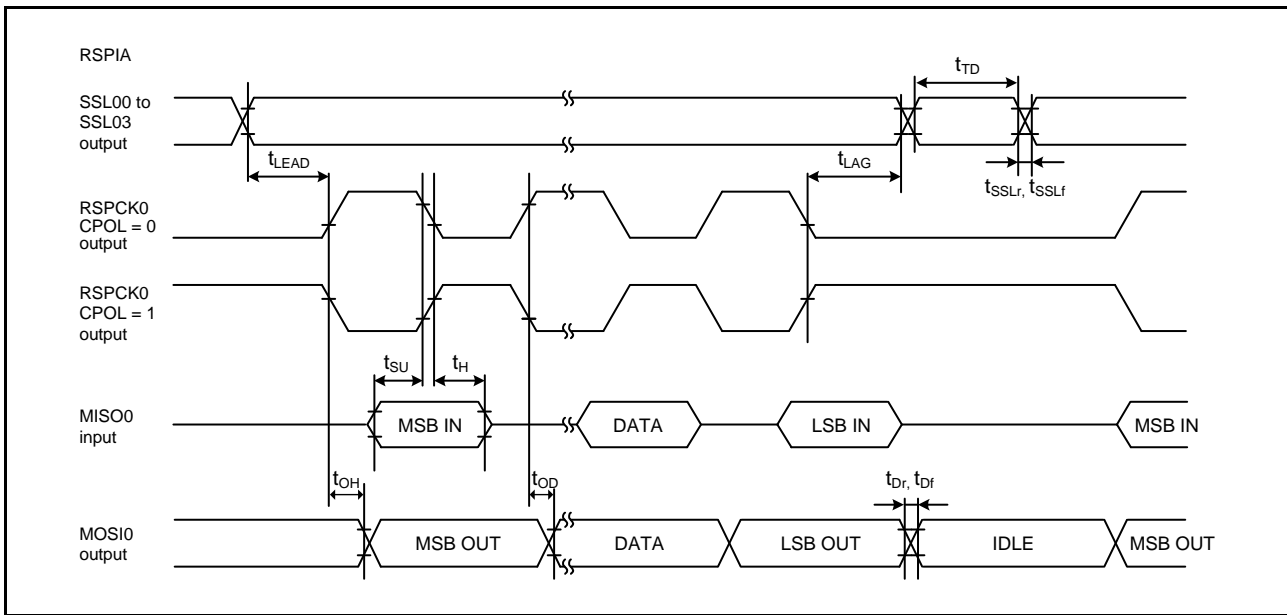 RSPIA
SSL00 to
SSL03
output
tTD
tLEAD
tLAG
tSSLr, tSSLf
RSPCK0
CPOL = 0
output
RSPCK0
CPOL = 1
output
tSU
tH
MISO0
input
MSB IN
DATA
LSB IN
MSB IN
tOH
tOD
tDr, tDf
MOSI0
output
MSB OUT
DATA
LSB OUT
IDLE
MSB OUT